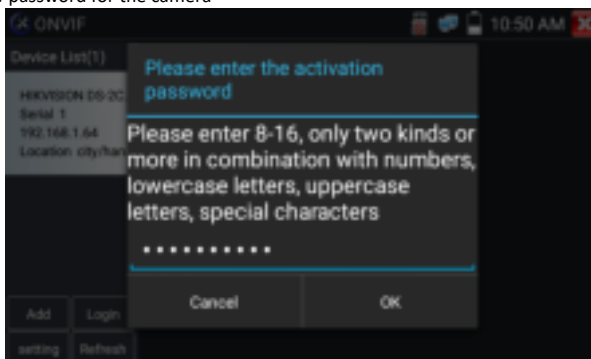 password for the camera
ONVIF
10:50 AM
Device List(1)
Please enter the activation
password
HIKVISION DS-2C
Serial 1
192.168.1.64
Location city/han
Please enter 8-16, only two kinds or
more in combination with numbers,
lowercase letters, uppercase
letters, special characters
••••••••••
Cancel
OK
Add
Login
setting
Refresh